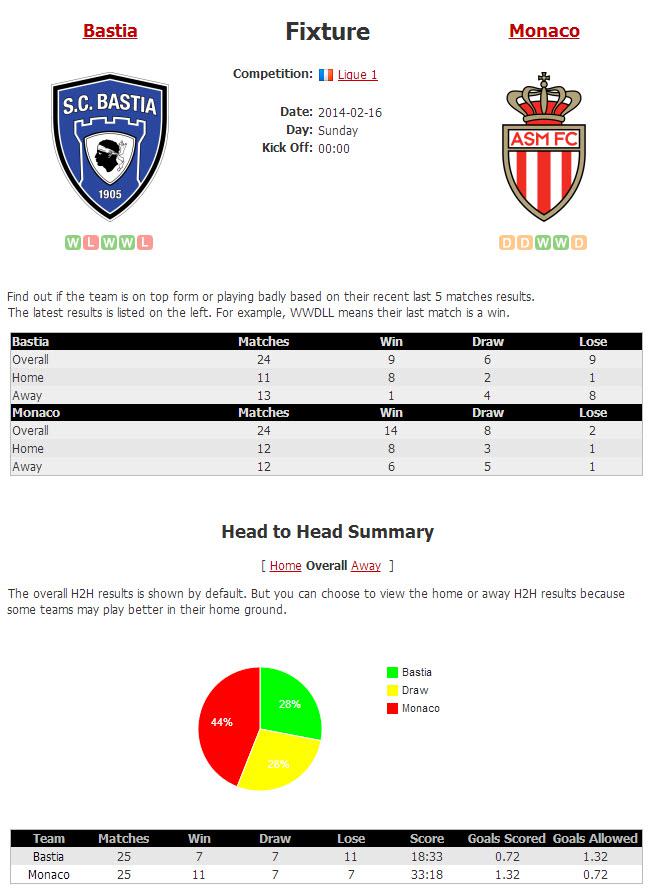 Bastia
Fixture
Monaco
Competition: Ligue 1
S.C. BASTIA
1905
ASM FC
Date: 2014-02-16
Day: Sunday
Kick Off: 00:00
W L W W L
D D W W D
Find out if the team is on top form or playing badly based on their recent last 5 matches results.
The latest results is listed on the left. For example, WWDLL means their last match is a win.
Bastia Matches Win Draw Lose
Overall 24 9 6 9
Home 11 8 2 1
Away 13 1 4 8
Monaco Matches Win Draw Lose
Overall 24 14 8 2
Home 12 8 3 1
Away 12 6 5 1
Head to Head Summary
[ Home Overall Away ]
The overall H2H results is shown by default. But you can choose to view the home or away H2H results because
some teams may play better in their home ground.
Bastia
Draw
Monaco
28%
44%
28%
Team Matches Win Draw Lose Score Goals Scored Goals Allowed
Bastia 25 7 7 11 18:33 0.72 1.32
Monaco 25 11 7 7 33:18 1.32 0.72